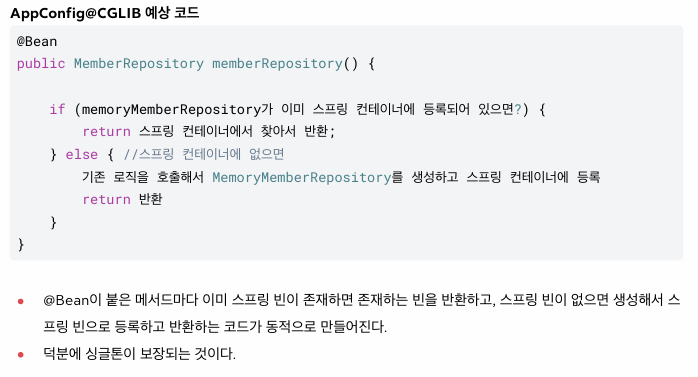 AppConfig@CGLIB 예상 코드
@Bean
public MemberRepository memberRepository() {
if (memoryMemberRepository가 이미 스프링 컨테이너에 등록되어 있으면?) {
return 스프링 컨테이너에서 찾아서 반환;
} else { //스프링 컨테이너에 없으면
기존 로직을 호출해서 MemoryMemberRepository를 생성하고 스프링 컨테이너에 등록
return 반환
}
}
• @Bean이 붙은 메서드마다 이미 스프링 빈이 존재하면 존재하는 빈을 반환하고, 스프링 빈이 없으면 생성해서 스
프링 빈으로 등록하고 반환하는 코드가 동적으로 만들어진다.
• 덕분에 싱글톤이 보장되는 것이다.